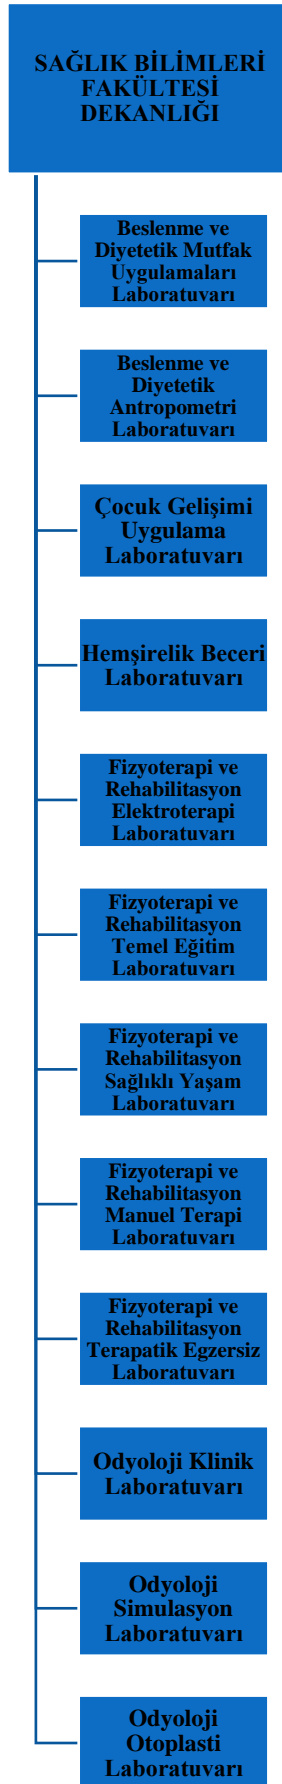 SAĞLIK BİLİMLERİ
FAKÜLTESİ
DEKANLIĞI
Beslenme ve
Diyetetik Mutfak
Uygulamaları
Laboratuvarı
Beslenme ve
Diyetetik
Antropometri
Laboratuvarı
Çocuk Gelişimi
Uygulama
Laboratuvarı
Hemşirelik Beceri
Laboratuvarı
Fizyoterapi ve
Rehabilitasyon
Elektroterapi
Laboratuvarı
Fizyoterapi ve
Rehabilitasyon
Temel Eğitim
Laboratuvarı
Fizyoterapi ve
Rehabilitasyon
Sağlıklı Yaşam
Laboratuvarı
Fizyoterapi ve
Rehabilitasyon
Manuel Terapi
Laboratuvarı
Fizyoterapi ve
Rehabilitasyon
Terapatik Egzersiz
Laboratuvarı
Odyoloji Klinik
Laboratuvarı
Odyoloji
Simulasyon
Laboratuvarı
Odyoloji
Otoplasti
Laboratuvarı